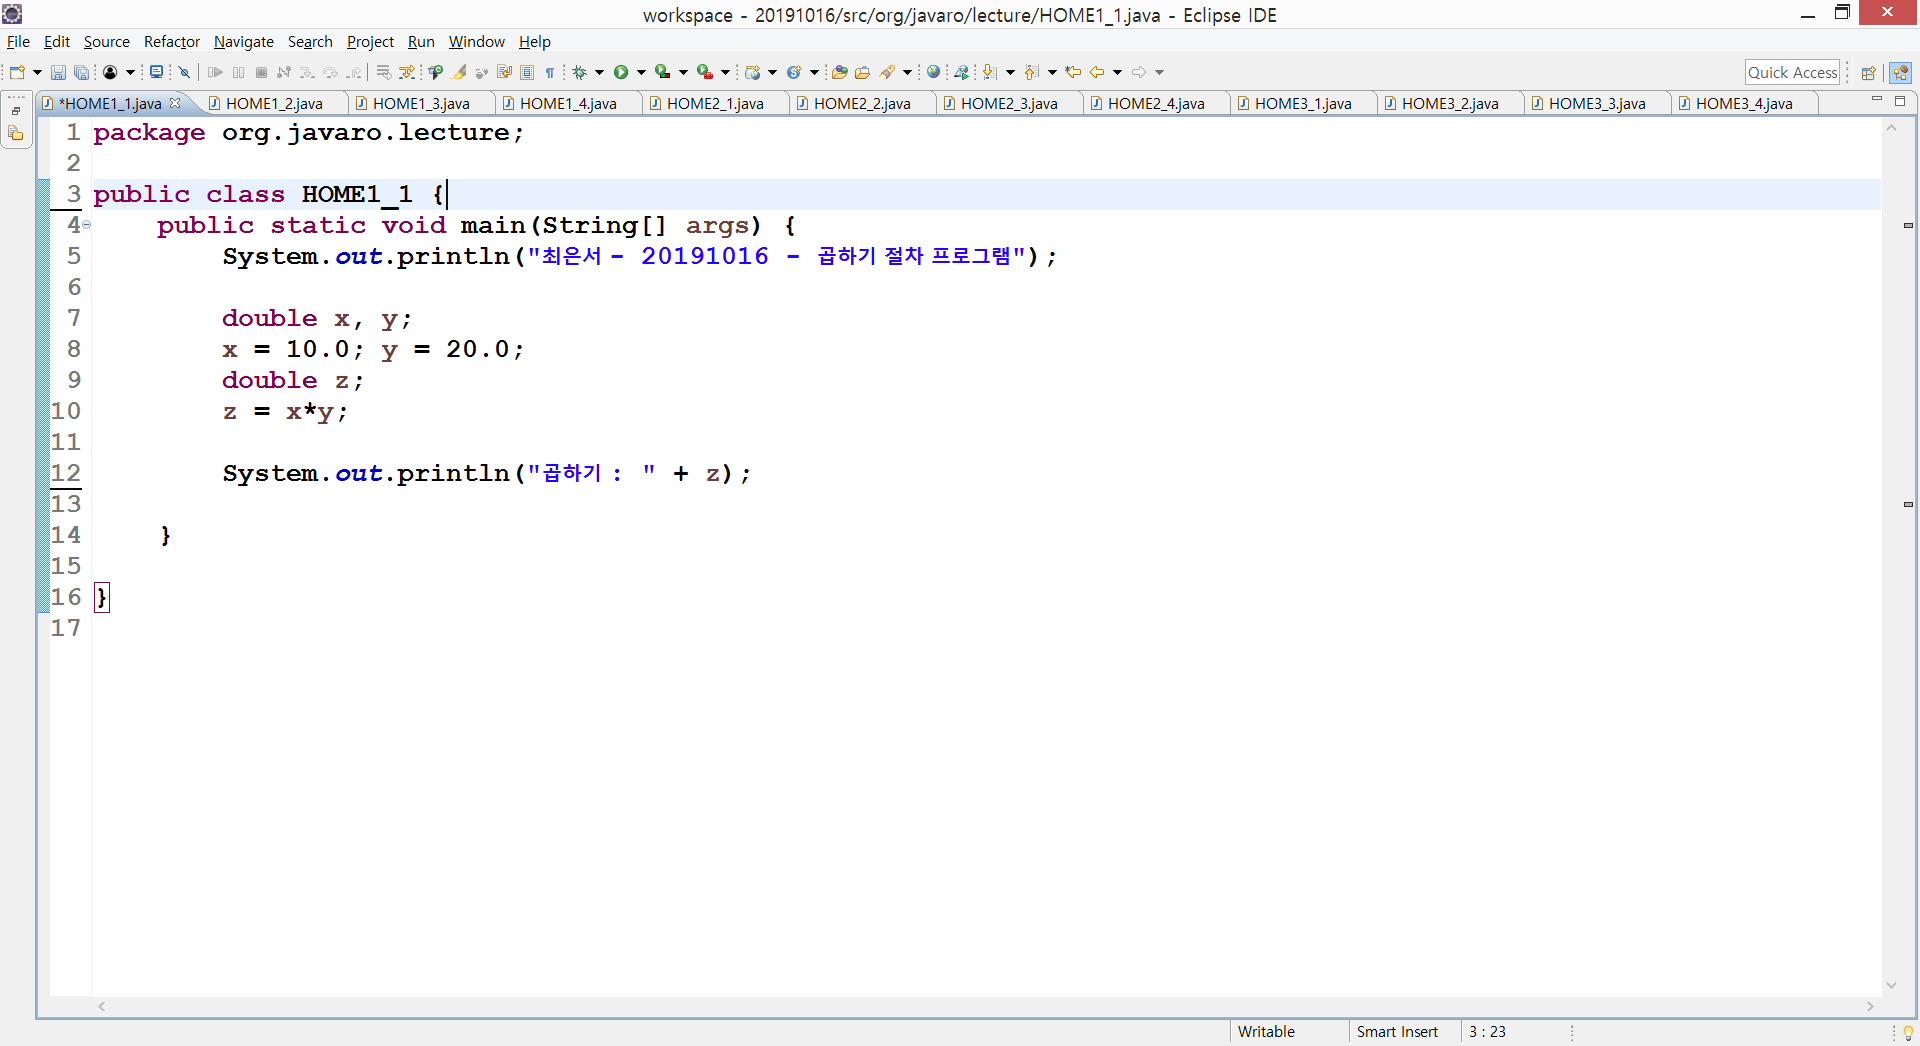 workspace - 20191016/src/org/javaro/lecture/HOME1_1.java - Eclipse IDE
File Edit Source Refactor Navigate Search Project Run Window Help
Quick Access
*HOME1_1.java HOME1_2.java HOME1_3.java HOME1_4.java HOME2_1.java HOME2_2.java HOME2_3.java HOME2_4.java HOME3_1.java HOME3_2.java HOME3_3.java HOME3_4.java
1 package org.javaro.lecture;
2
3 public class HOME1_1 {
4 public static void main(String[] args) {
5 System.out.println("최은서 - 20191016 - 곱하기 절차 프로그램");
6
7 double x, y;
8 x = 10.0; y = 20.0;
9 double z;
10 z = x*y;
11
12 System.out.println("곱하기 : " + z);
13
14 }
15
16 }
17
Writable Smart Insert 3 : 23